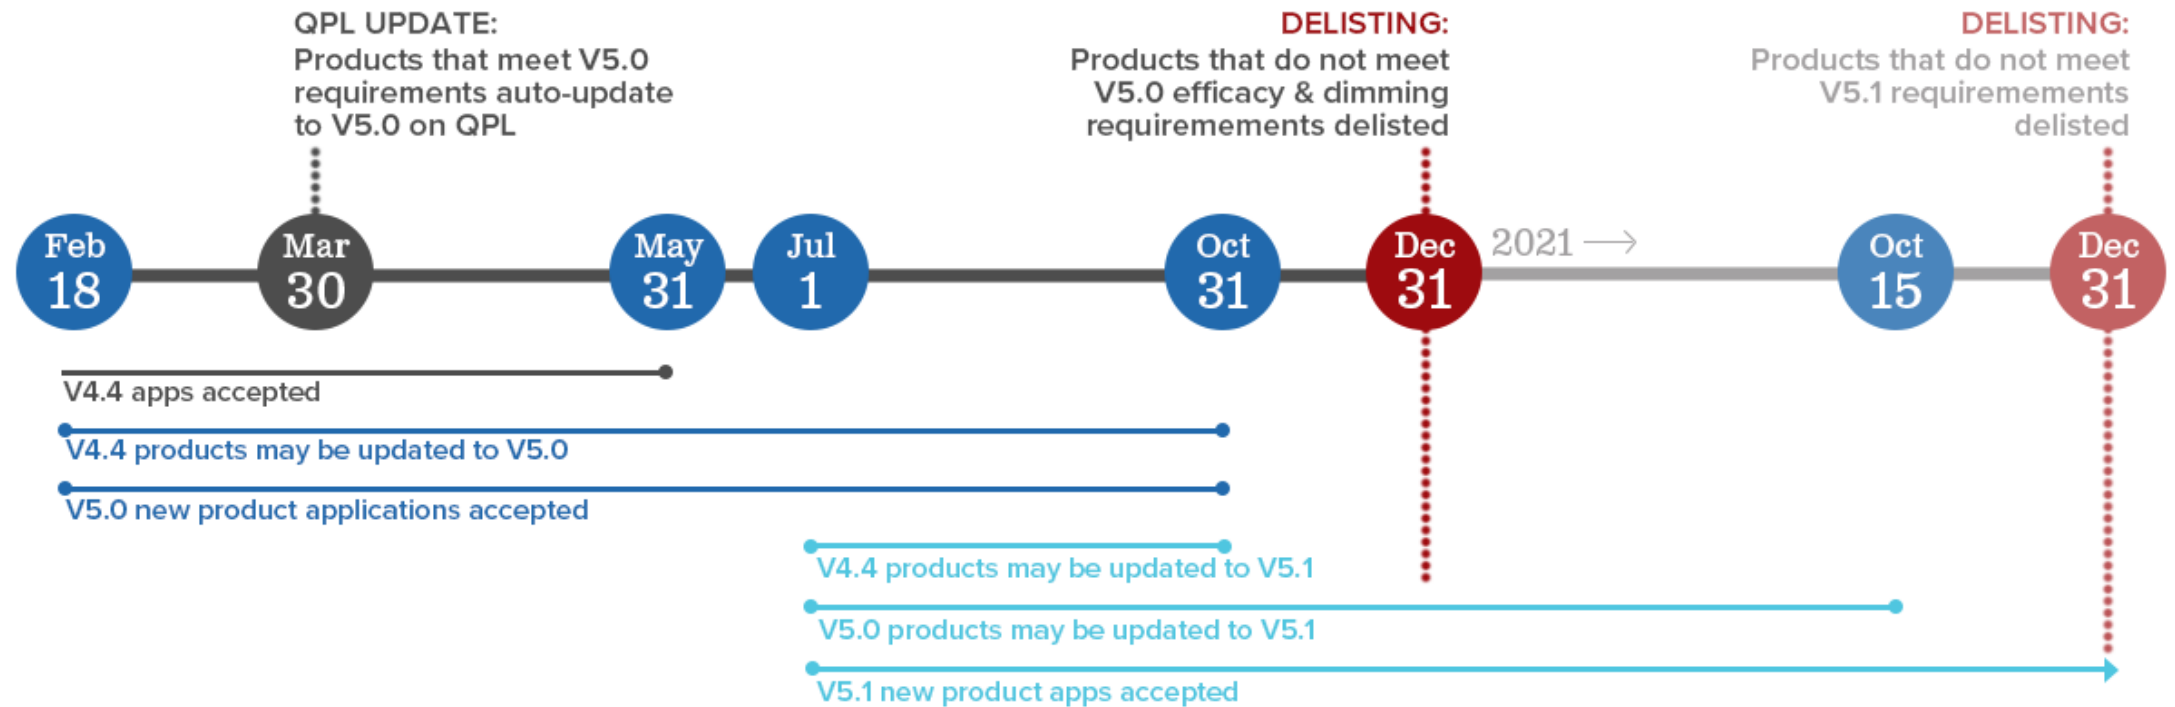 QPL UPDATE:
Products that meet V5.0
requirements auto-update
to V5.0 on QPL
DELISTING:
Products that do not meet
V5.0 efficacy & dimming
requiremements delisted
DELISTING:
Products that do not meet
V5.1 requiremements
delisted
Feb
18
Mar
30
May
31
Jul
1
Oct
31
Dec
31
2021
Oct
15
Dec
31
V4.4 apps accepted
V4.4 products may be updated to V5.0
V5.0 new product applications accepted
V4.4 products may be updated to V5.1
V5.0 products may be updated to V5.1
V5.1 new product apps accepted